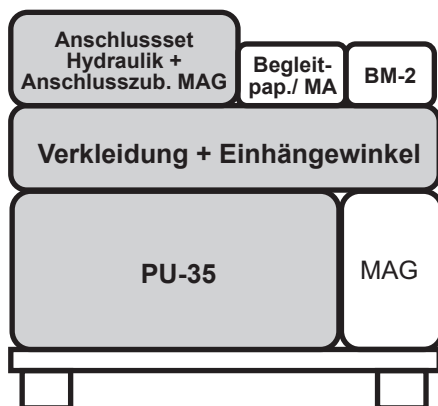 Anschlussset
Hydraulik +
Anschlusszub. MAG
Begleit-
pap./ MA
BM-2
Verkleidung + Einhängewinkel
PU-35
MAG